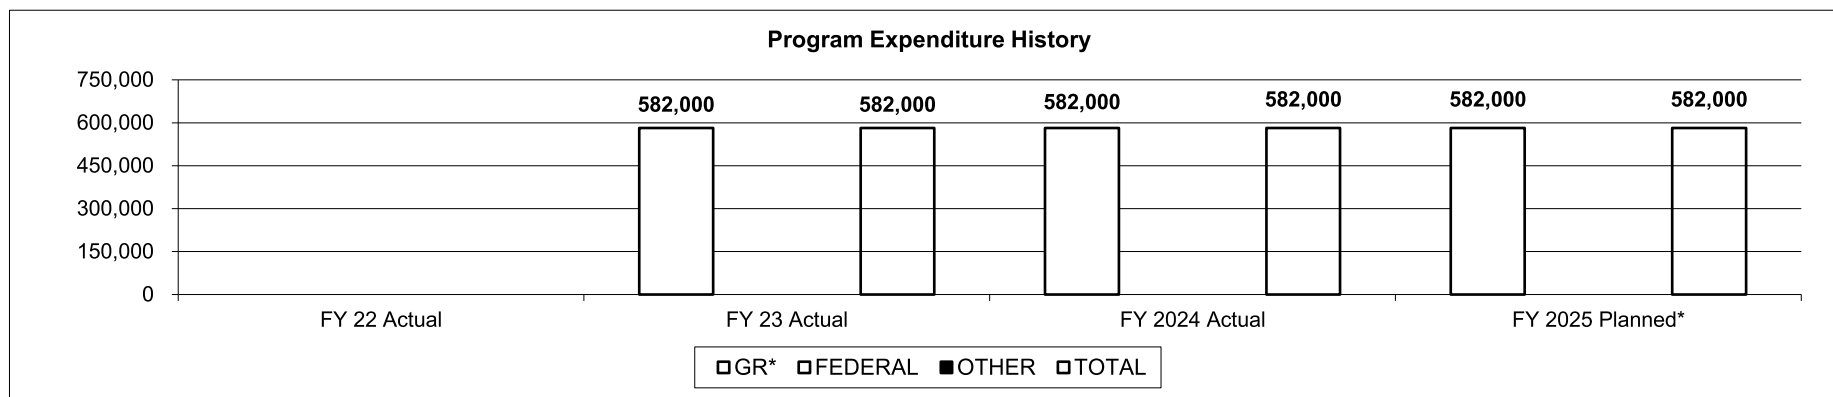 Program Expenditure History
750,000
600,000
450,000
300,000
150,000
0
582,000 582,000 582,000 582,000 582,000 582,000
FY 22 Actual FY 23 Actual FY 2024 Actual FY 2025 Planned*
GR* FEDERAL OTHER TOTAL